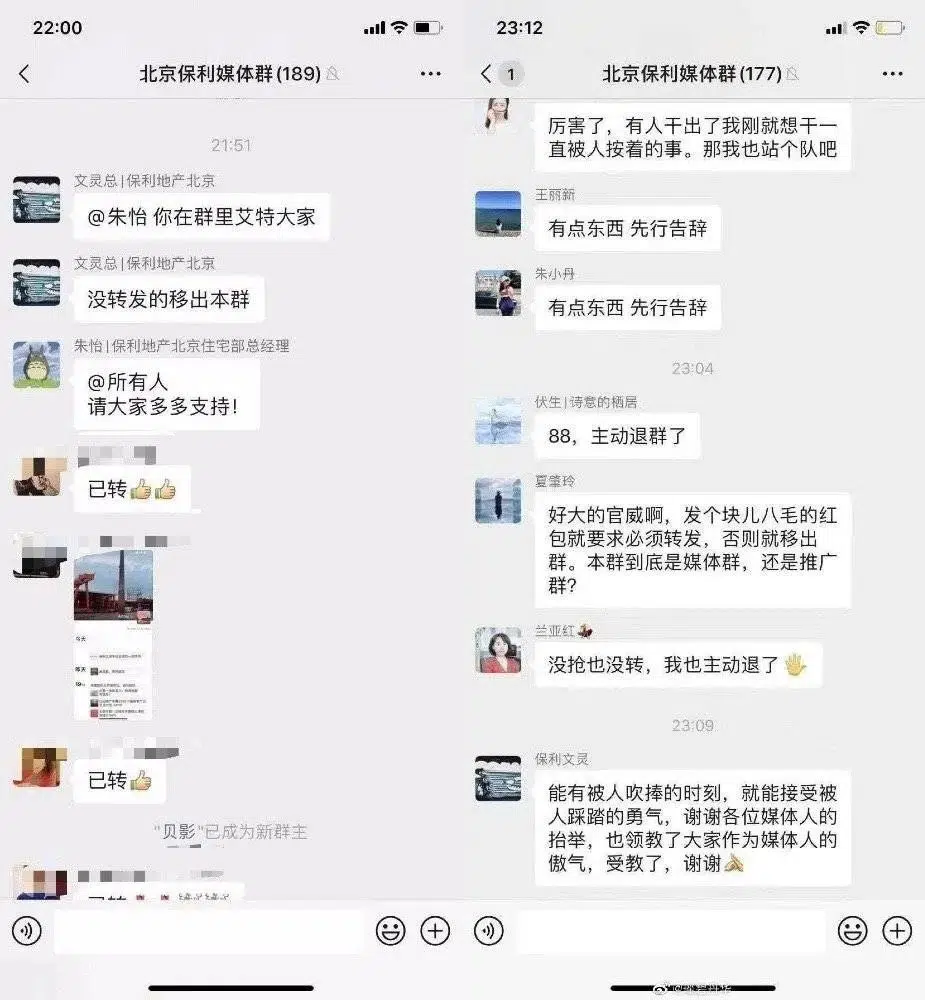 22:00
北京保利媒体群(189)
21:51
文灵总|保利地产北京
@朱怡 你在群里艾特大家
文灵总|保利地产北京
没转发的移出本群
朱怡|保利地产北京住宅部总经理
@所有人
请大家多多支持!
已转👍👍
今天
昨天
已转👍
"贝影"已成为新群主
23:12
1
北京保利媒体群(177)
厉害了，有人干出了我刚就想干一
直被人按着的事。那我也站个队吧
王丽新
有点东西 先行告辞
朱小丹
有点东西 先行告辞
23:04
伏生|诗意的栖居
88，主动退群了
夏肇玲
好大的官威啊，发个块儿八毛的红
包就要求必须转发，否则就移出
群。本群到底是媒体群，还是推广
群?
兰亚红
没抢也没转，我也主动退了🖐
23:09
保利文灵
能有被人吹捧的时刻，就能接受被
人踩踏的勇气，谢谢各位媒体人的
抬举，也领教了大家作为媒体人的
傲气，受教了，谢谢🙏